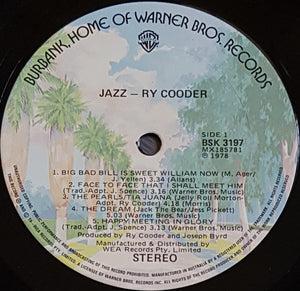 BURBANK, HOME OF WARNER BROS. RECORDS
JAZZ – RY COODER
SIDE 1
BSK 3197
MX185781
℗ 1978
1. BIG BAD BILL IS SWEET WILLIAM NOW (M. Ager/
J. Yellen) 3.34 (Allans)
2. FACE TO FACE THAT I SHALL MEET HIM
(Trad.-Adpt. J. Spence) 3.16 (Warner Bros. Music)
3. THE PEARLS/TIA JUANA (Jelly Roll Morton-
Adpt. Ry Cooder) 4.18 (Morris)
4. THE DREAM (Jack The Bear/Jess Pickett)
5.03 (Warner Bros. Music)
5. HAPPY MEETING IN GLORY
(Trad.-Adpt. J. Spence) 3.13 (Warner Bros. Music)
Produced by Ry Cooder and Joseph Byrd
Manufactured & Distributed by
WEA Records Pty. Limited
STEREO